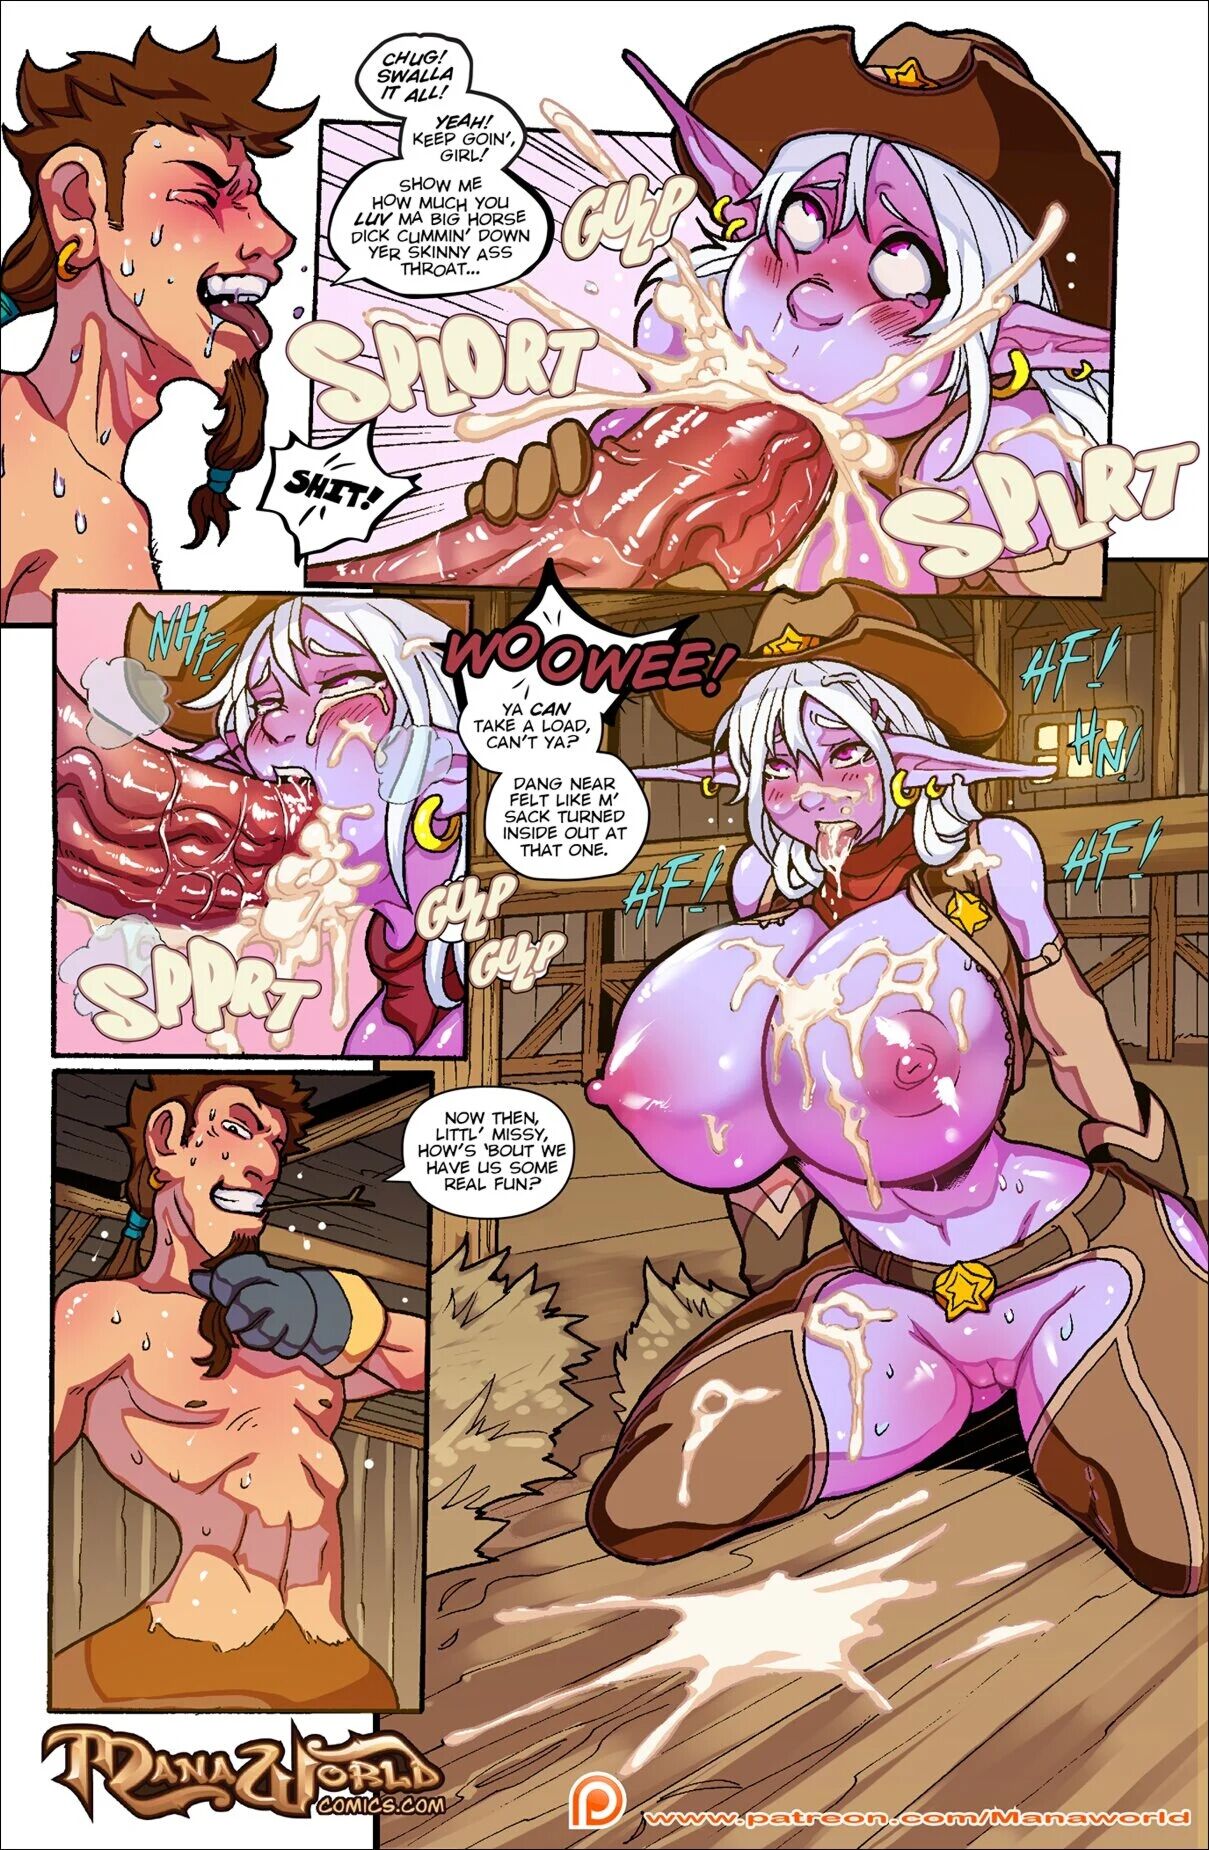 CHUG!
SWALLA
IT ALL!
YEAH!
KEEP GOIN',
GIRL!
SHOW ME
HOW MUCH YOU
LUV MA BIG HORSE
DICK CUMMIN' DOWN
YER SKINNY ASS
THROAT...
GULP
SPLORT
SHIT!
SPLRT
NHF!
WOOWEE!
YA CAN
TAKE A LOAD,
CAN'T YA?
DANG NEAR
FELT LIKE M'
SACK TURNED
INSIDE OUT AT
THAT ONE.
HF!
HN!
HF!
HF!
GULP
GULP
SPPRT
NOW THEN,
LITTL' MISSY,
HOW'S 'BOUT WE
HAVE US SOME
REAL FUN?
MANA WORLD
COMICS.COM
www.patreon.com/Manaworld